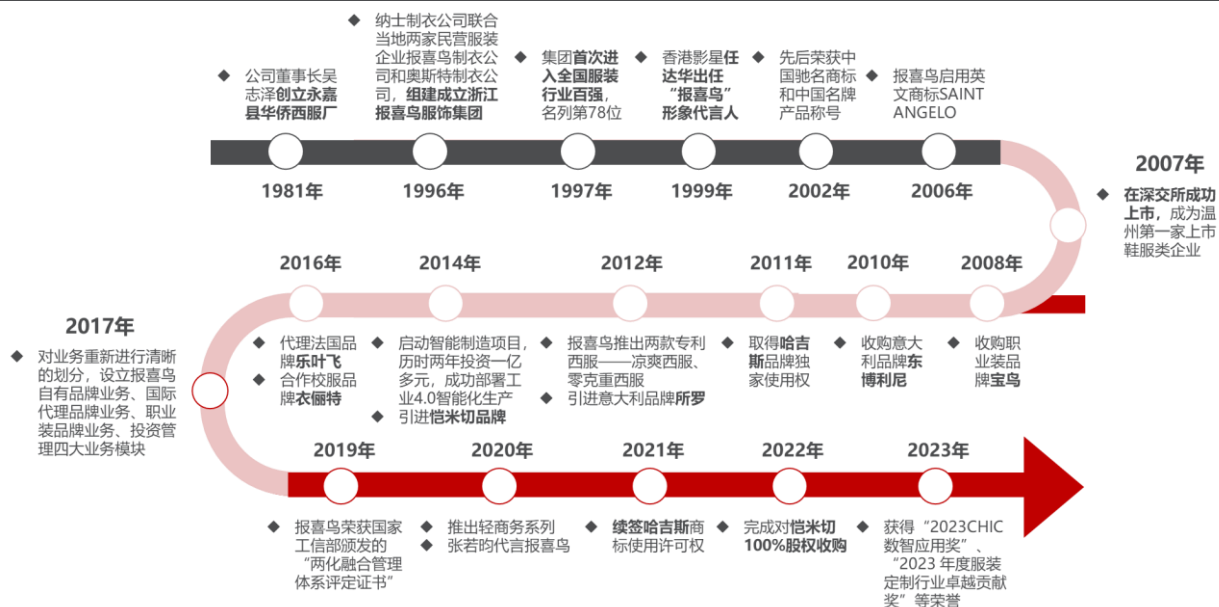 ◆ 公司董事长吴
志泽创立永嘉
县华侨西服厂
1981年
◆ 纳士制衣公司联合
当地两家民营服装
企业报喜鸟制衣公
司和奥斯特制衣公
司，组建成立浙江
报喜鸟服饰集团
1996年
◆ 集团首次进
入全国服装
行业百强，
名列第78位
1997年
◆ 香港影星任
达华出任
“报喜鸟”
形象代言人
1999年
◆ 先后荣获中
国驰名商标
和中国名牌
产品称号
2002年
◆ 报喜鸟启用英
文商标SAINT
ANGELO
2006年
2007年
◆ 在深交所成功
上市，成为温
州第一家上市
鞋服类企业
2008年
◆ 收购职
业装品
牌宝鸟
2010年
◆ 收购意大
利品牌东
博利尼
2011年
◆ 取得哈吉
斯品牌独
家使用权
2012年
◆ 报喜鸟推出两款专利
西服——凉爽西服、
零克重西服
◆ 引进意大利品牌所罗
2014年
◆ 启动智能制造项目，
历时两年投资一亿
多元，成功部署工
业4.0智能化生产
◆ 引进恺米切品牌
2016年
◆ 代理法国品
牌乐叶飞
◆ 合作校服品
牌衣俪特
2017年
◆ 对业务重新进行清晰
的划分，设立报喜鸟
自有品牌业务、国际
代理品牌业务、职业
装品牌业务、投资管
理四大业务模块
2019年
◆ 报喜鸟荣获国家
工信部颁发的
“两化融合管理
体系评定证书”
2020年
◆ 推出轻商务系列
◆ 张若昀代言报喜鸟
2021年
◆ 续签哈吉斯商
标使用许可权
2022年
◆ 完成对恺米切
100%股权收购
2023年
◆ 获得“2023CHIC
数智应用奖”、
“2023 年度服装
定制行业卓越贡献
奖”等荣誉